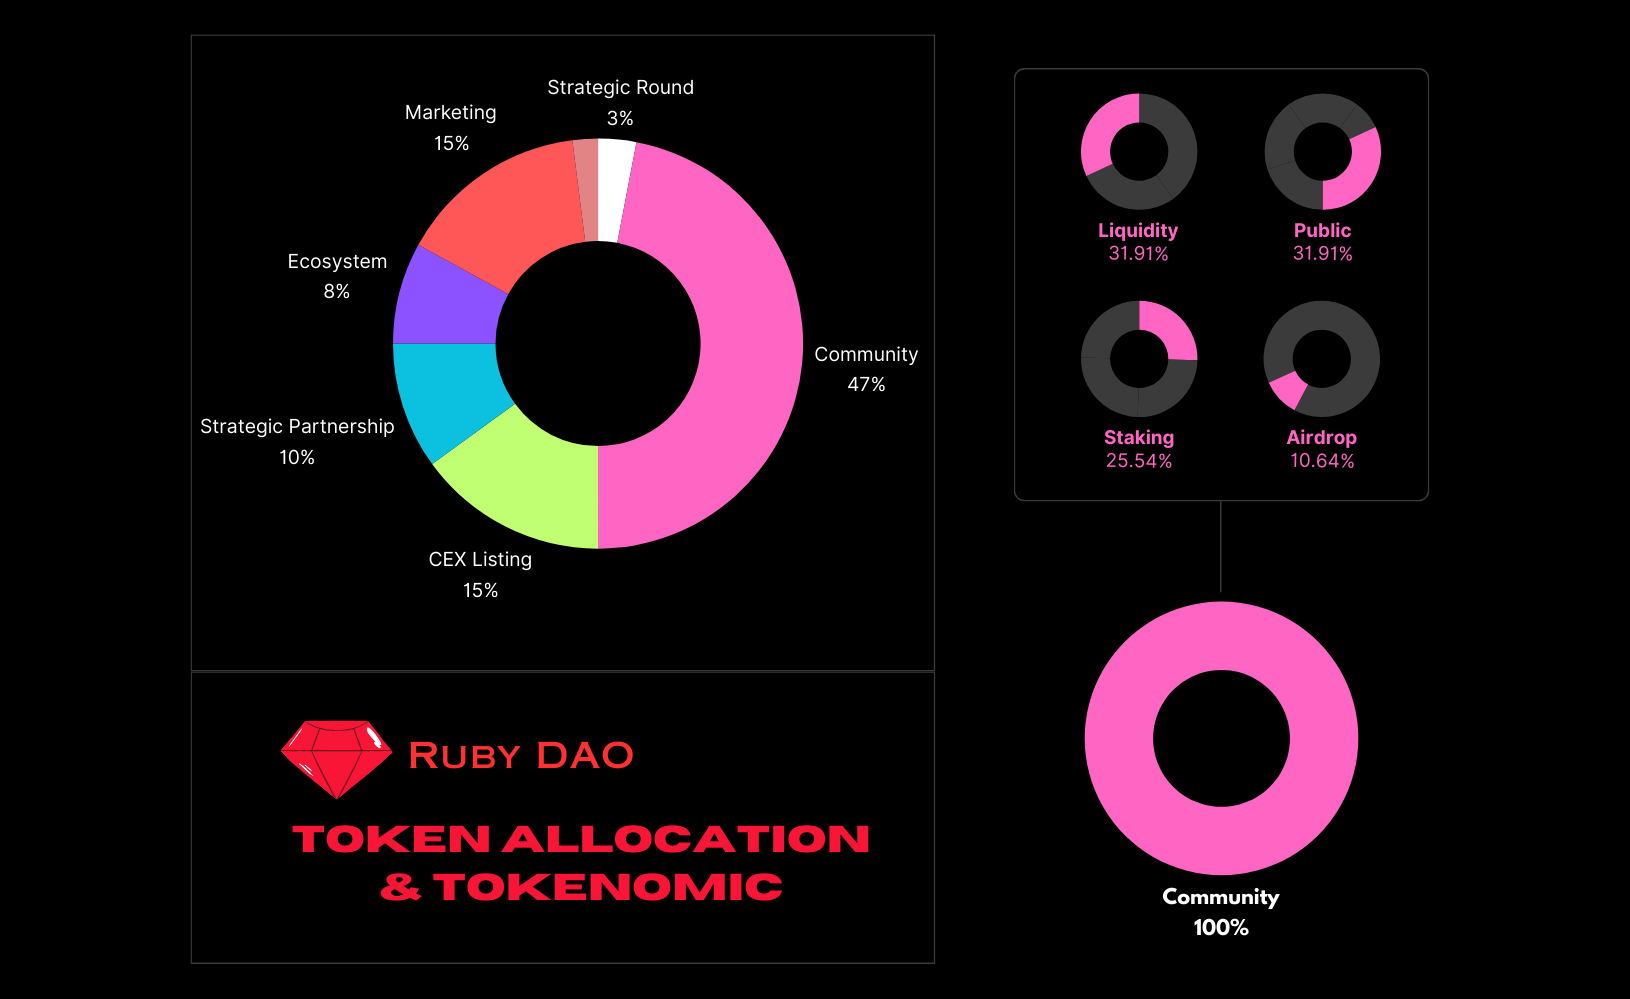 Strategic Round
3%
Marketing
15%
Ecosystem
8%
Community
47%
Strategic Partnership
10%
CEX Listing
15%
RUBY DAO
TOKEN ALLOCATION
& TOKENOMIC
Liquidity
31.91%
Public
31.91%
Staking
25.54%
Airdrop
10.64%
Community
100%